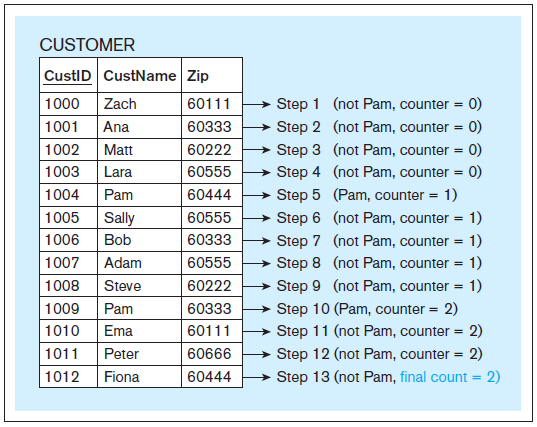 CUSTOMER
CustID CustName Zip
1000 Zach 60111 Step 1 (not Pam, counter = 0)
1001 Ana 60333 Step 2 (not Pam, counter = 0)
1002 Matt 60222 Step 3 (not Pam, counter = 0)
1003 Lara 60555 Step 4 (not Pam, counter = 0)
1004 Pam 60444 Step 5 (Pam, counter = 1)
1005 Sally 60555 Step 6 (not Pam, counter = 1)
1006 Bob 60333 Step 7 (not Pam, counter = 1)
1007 Adam 60555 Step 8 (not Pam, counter = 1)
1008 Steve 60222 Step 9 (not Pam, counter = 1)
1009 Pam 60333 Step 10 (Pam, counter = 2)
1010 Ema 60111 Step 11 (not Pam, counter = 2)
1011 Peter 60666 Step 12 (not Pam, counter = 2)
1012 Fiona 60444 Step 13 (not Pam, final count = 2)